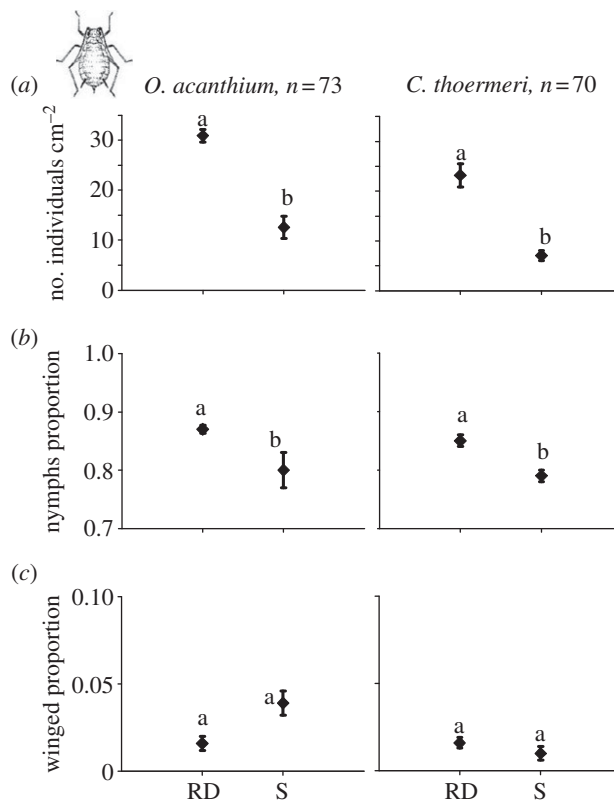 (a) O. acanthium, n=73 C. thoermeri, n=70
no. individuals cm⁻²
30
20
10
0
a
b
a
b
(b)
nymphs proportion
1.0
0.9
0.8
0.7
a
b
a
b
(c)
winged proportion
0.10
0.05
0
a
a
a
a
RD S RD S